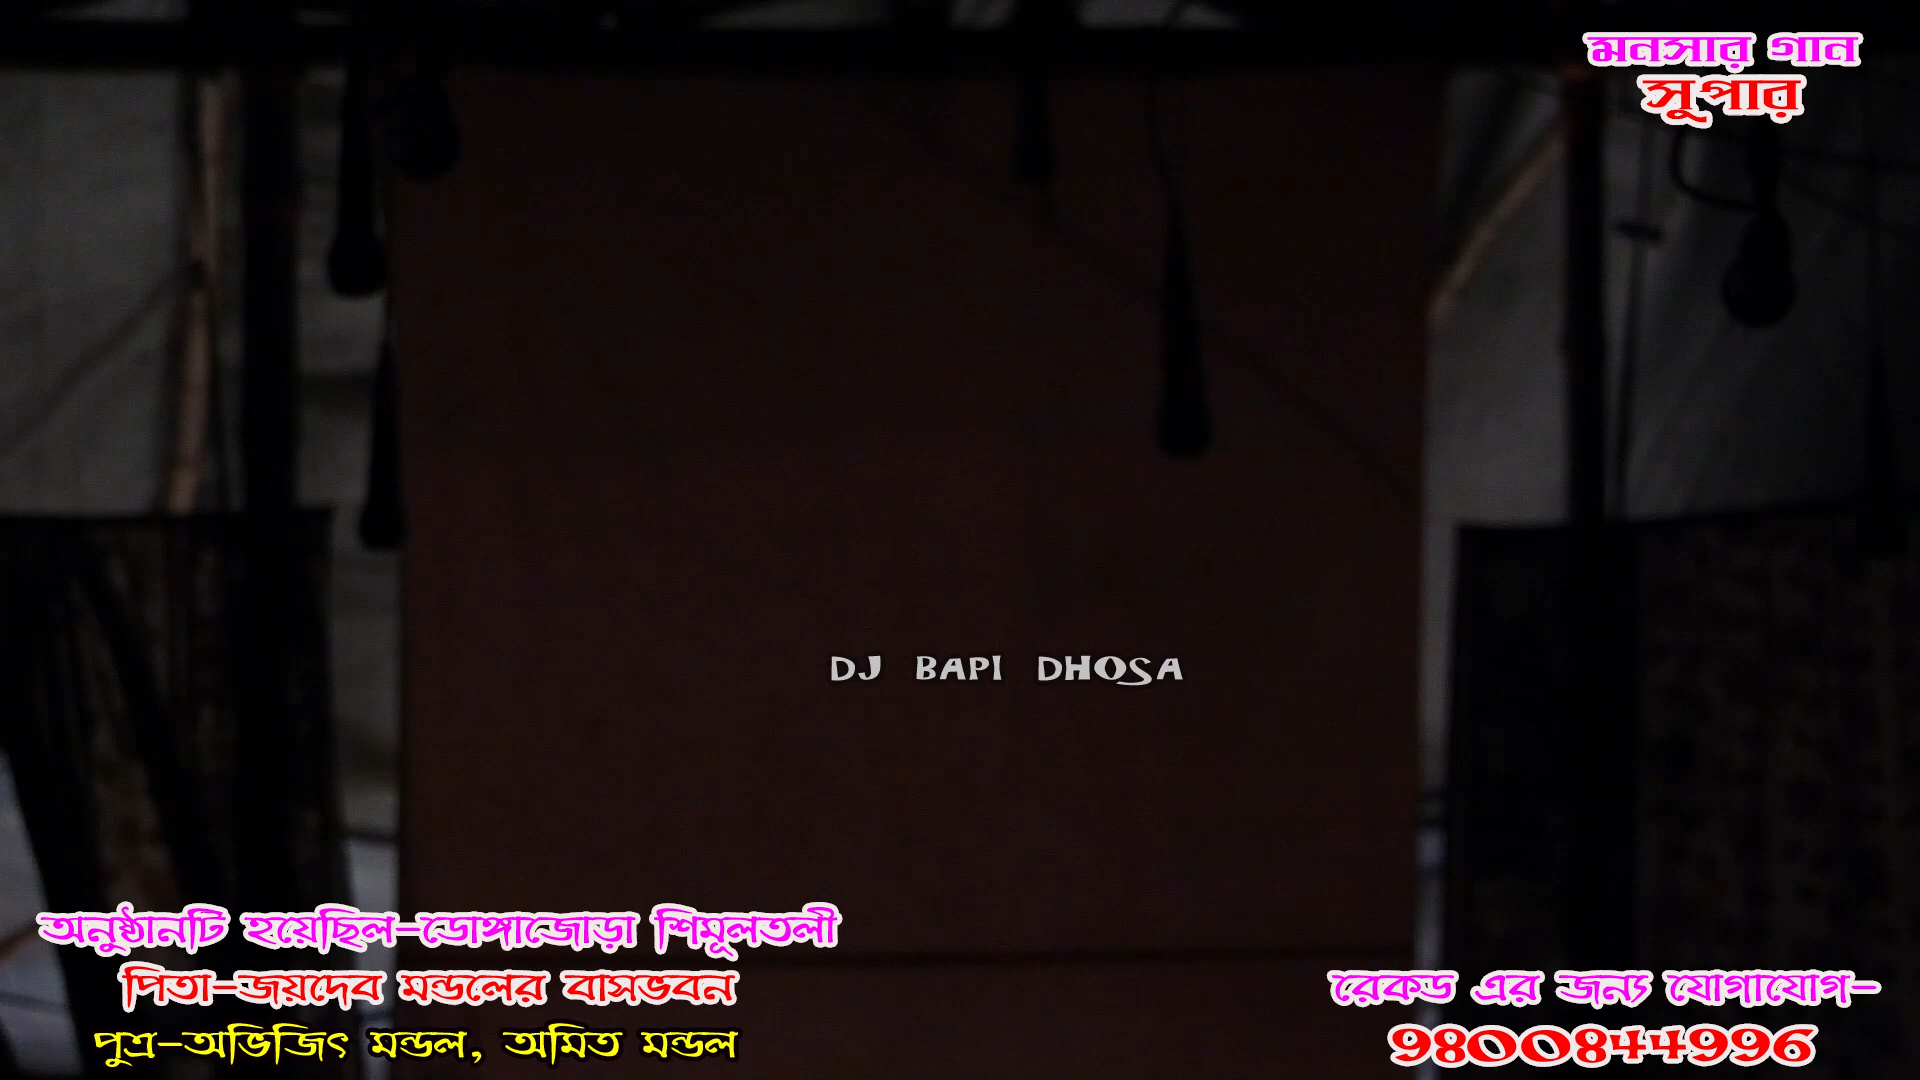 মনসার গান
সুপার
DJ BAPI DHOSA
অনুষ্ঠানটি হয়েছিল-ডোঙ্গাজোড়া শিমূলতলী
পিতা-জয়দেব মন্ডলের বাসভবন
পুত্র-অভিজিৎ মন্ডল, অমিত মন্ডল
রেকড এর জন্য যোগাযোগ-
9800844996